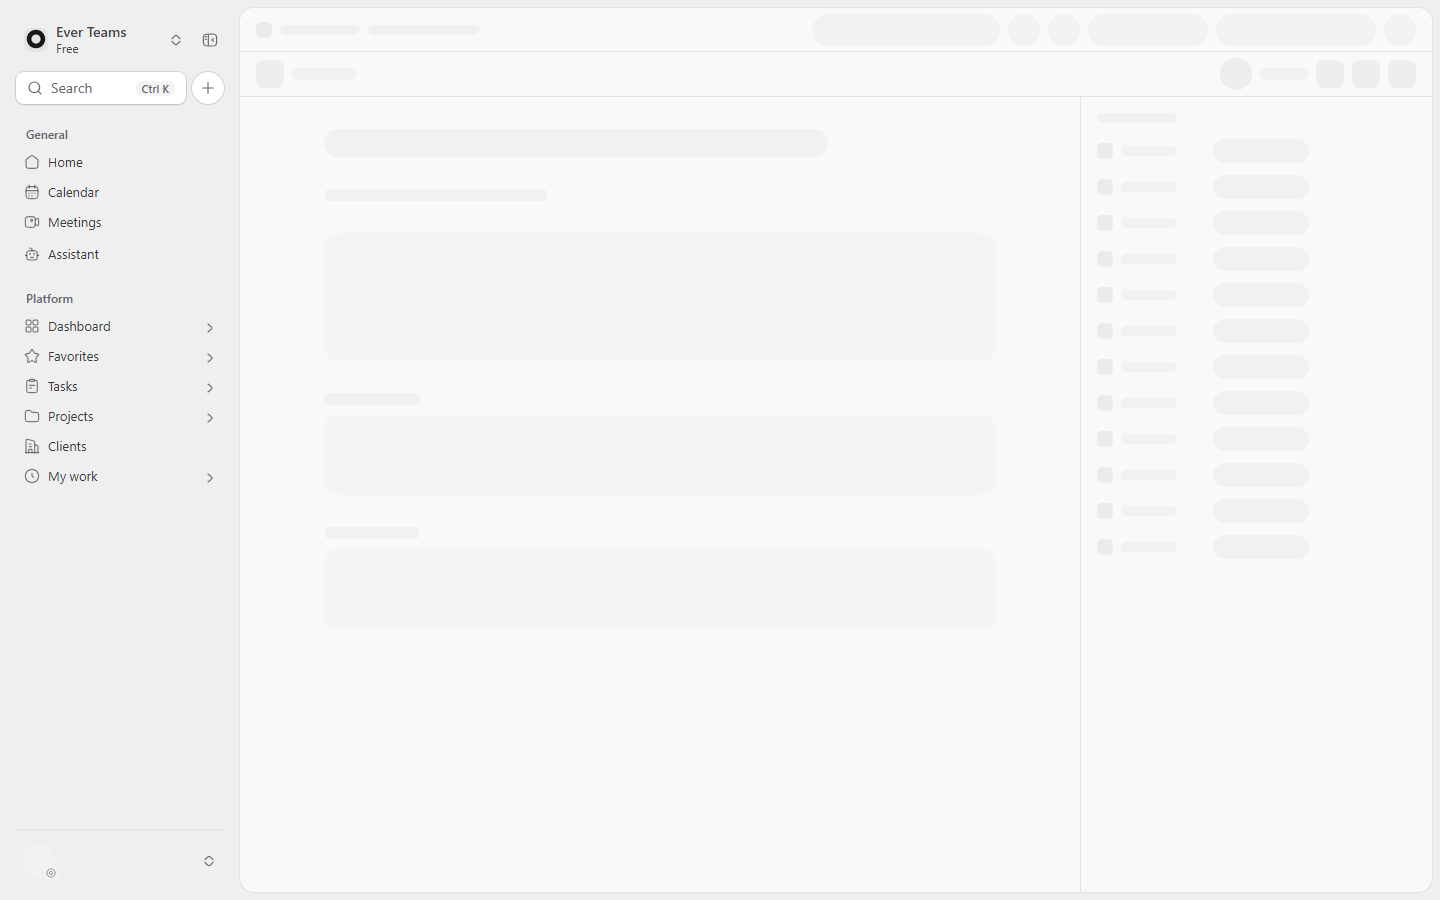 Ever Teams
Free
Search
Ctrl K
General
Home
Calendar
Meetings
Assistant
Platform
Dashboard
Favorites
Tasks
Projects
Clients
My work